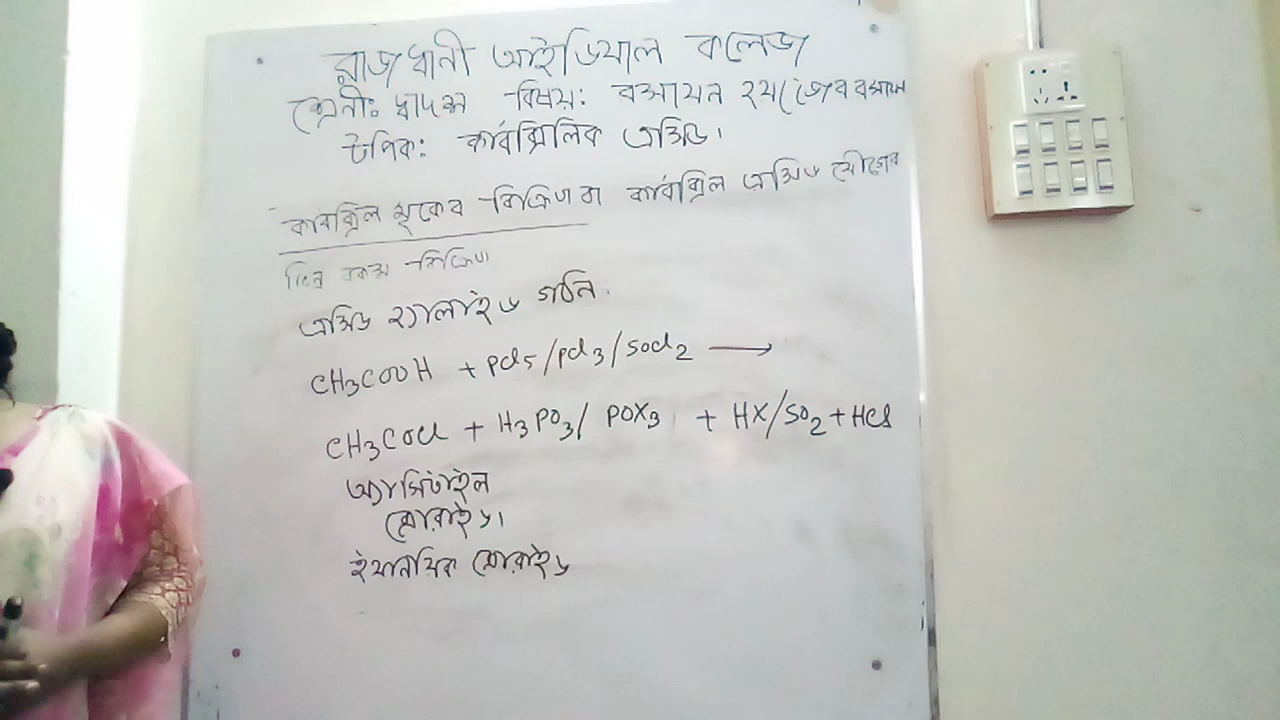 রাজধানী আইডিয়াল কলেজ
শ্রেনীঃ দ্বাদশ বিষয়: রসায়ন ২য়
টপিক: কার্বক্সিলিক এসিড।
কার্বক্সিল মূলকের বিক্রিয়া বা কার্বক্সিল এসিড যৌগের
ভিন্ন রকম বিক্রিয়া
এসিড হ্যালাইড গঠন.
CH3COOH + PCl5/PCl3/SOCl2 ⟶
CH3COCl + H3PO3/ POX3 + HX/SO2+HCl
অ্যাসিটাইল
ক্লোরাইড।
ইথানয়িক ক্লোরাইড